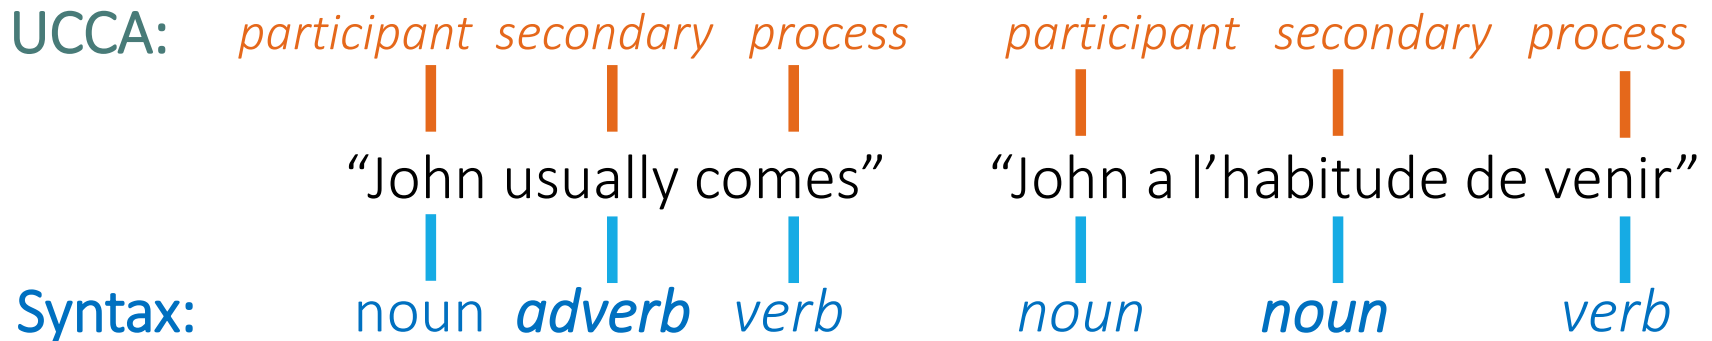 UCCA: participant secondary process participant secondary process
“John usually comes” “John a l’habitude de venir”
Syntax: noun adverb verb noun noun verb